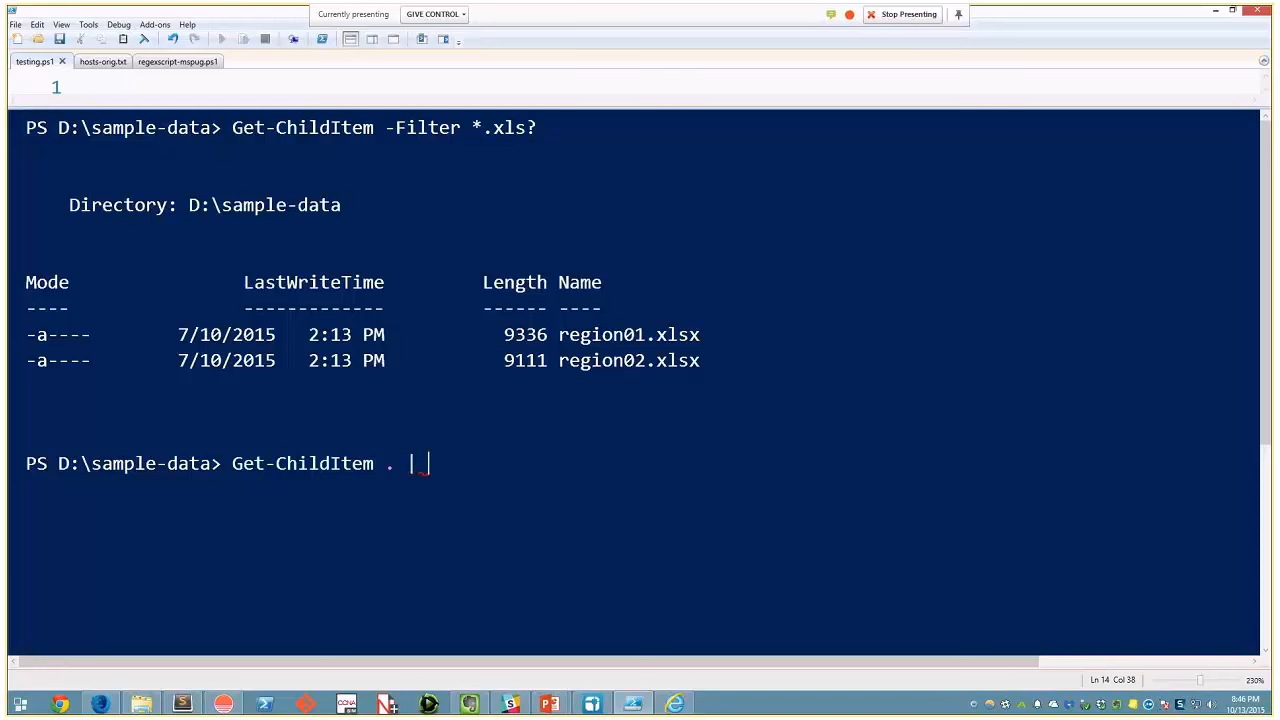 Currently presenting
GIVE CONTROL
Stop Presenting
File Edit View Tools Debug Add-ons Help
testing.ps1 hosts-orig.txt regexscript-mspug.ps1
1
PS D:\sample-data> Get-ChildItem -Filter *.xls?
Directory: D:\sample-data
Mode LastWriteTime Length Name
---- ------------- ------ ----
-a---- 7/10/2015 2:13 PM 9336 region01.xlsx
-a---- 7/10/2015 2:13 PM 9111 region02.xlsx
PS D:\sample-data> Get-ChildItem . |
Ln 14 Col 38 230%
8:46 PM
10/13/2015